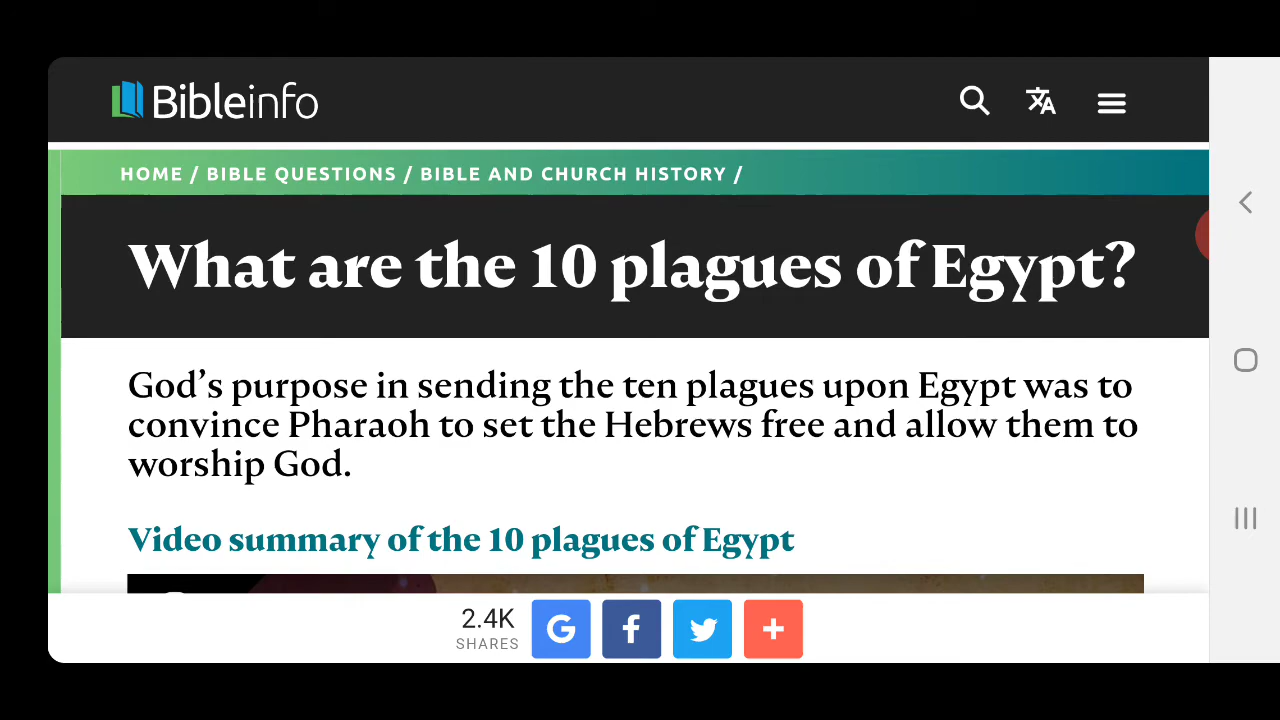 Bibleinfo
HOME / BIBLE QUESTIONS / BIBLE AND CHURCH HISTORY /
What are the 10 plagues of Egypt?
God’s purpose in sending the ten plagues upon Egypt was to
convince Pharaoh to set the Hebrews free and allow them to
worship God.
Video summary of the 10 plagues of Egypt
2.4K
SHARES